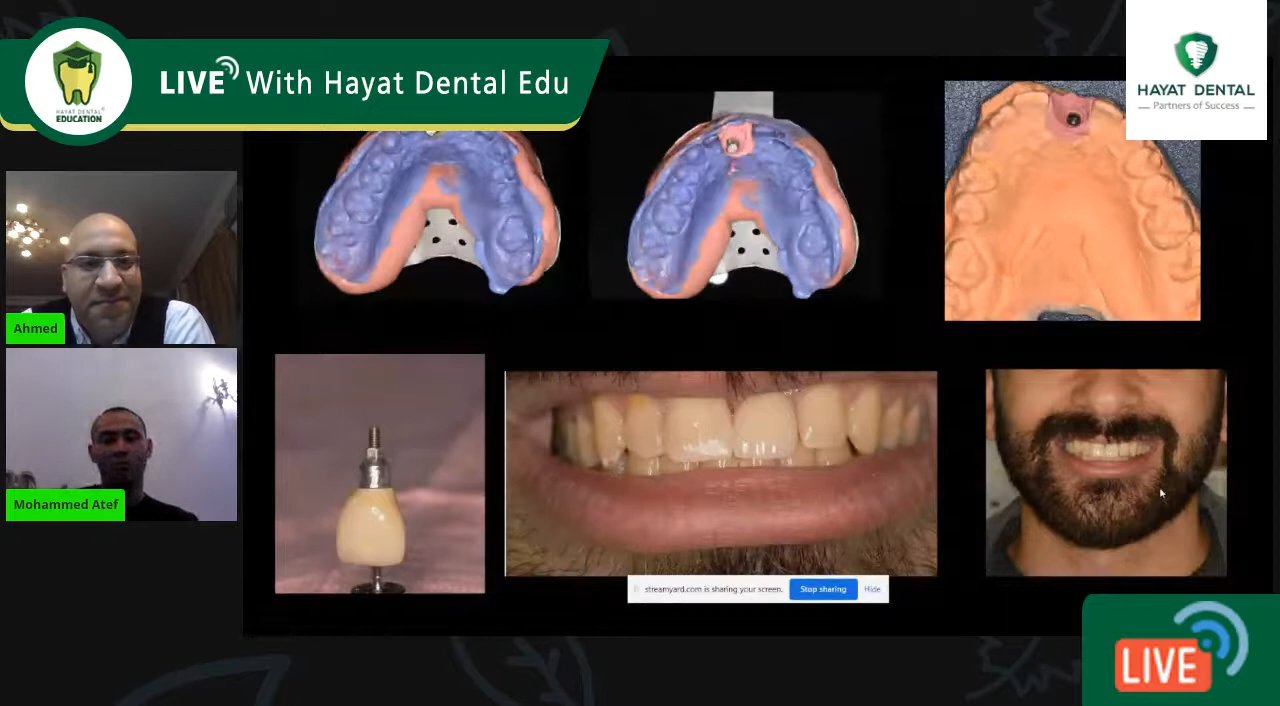 LIVE With Hayat Dental Edu
HAYAT DENTAL
EDUCATION
HAYAT DENTAL
Partners of Success
Ahmed
Mohammed Atef
streamyard.com is sharing your screen.
Stop sharing
Hide
LIVE